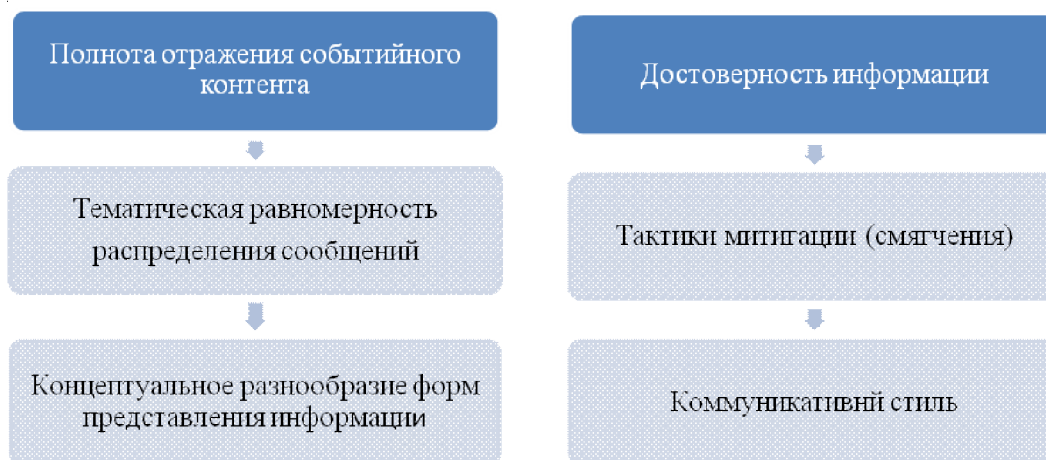 Полнота отражения событийного
контента
Тематическая равномерность
распределения сообщений
Концептуальное разнообразие форм
представления информации
Достоверность информации
Тактики митигации (смягчения)
Коммуникативнй стиль